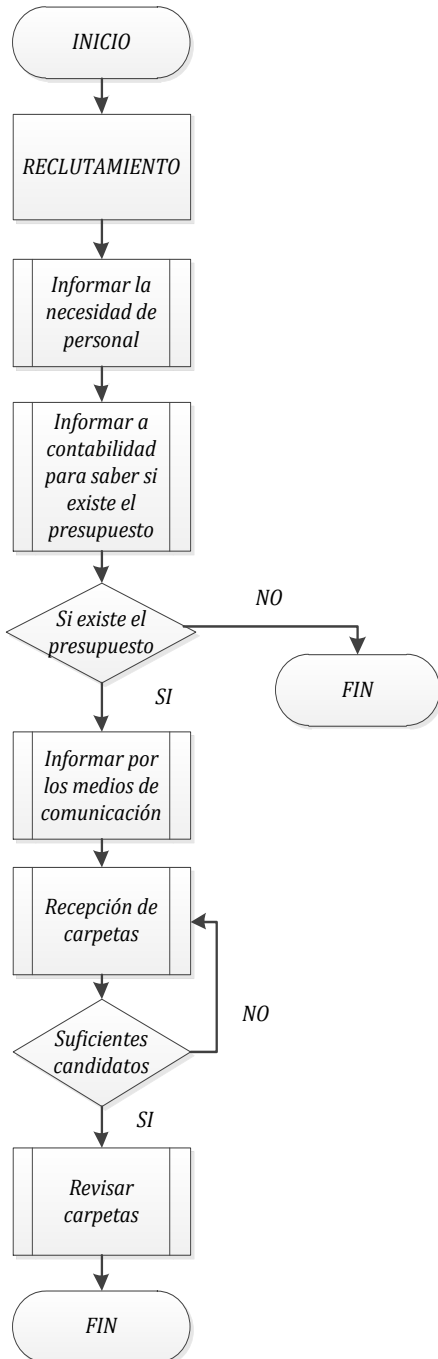 INICIO
RECLUTAMIENTO
Informar la
necesidad de
personal
Informar a
contabilidad
para saber si
existe el
presupuesto
Si existe el
presupuesto
NO
FIN
SI
Informar por
los medios de
comunicación
Recepción de
carpetas
NO
Suficientes
candidatos
SI
Revisar
carpetas
FIN